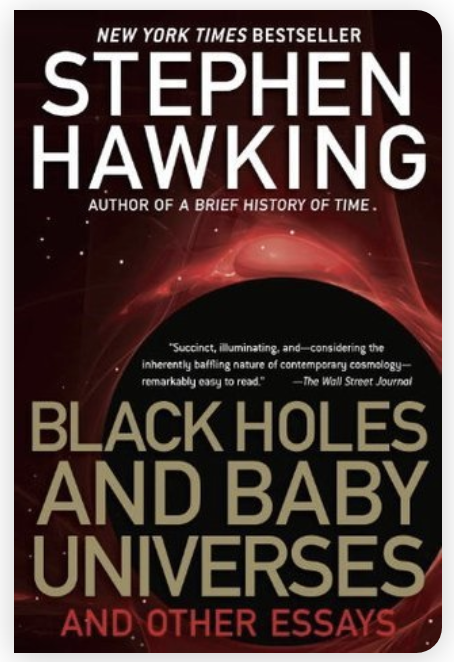 NEW YORK TIMES BESTSELLER
STEPHEN
HAWKING
AUTHOR OF A BRIEF HISTORY OF TIME.
"Succinct, illuminating, and—considering the
inherently baffling nature of contemporary cosmology—
remarkably easy to read." —The Wall Street Journal
BLACK HOLES
AND BABY
UNIVERSES
AND OTHER ESSAYS